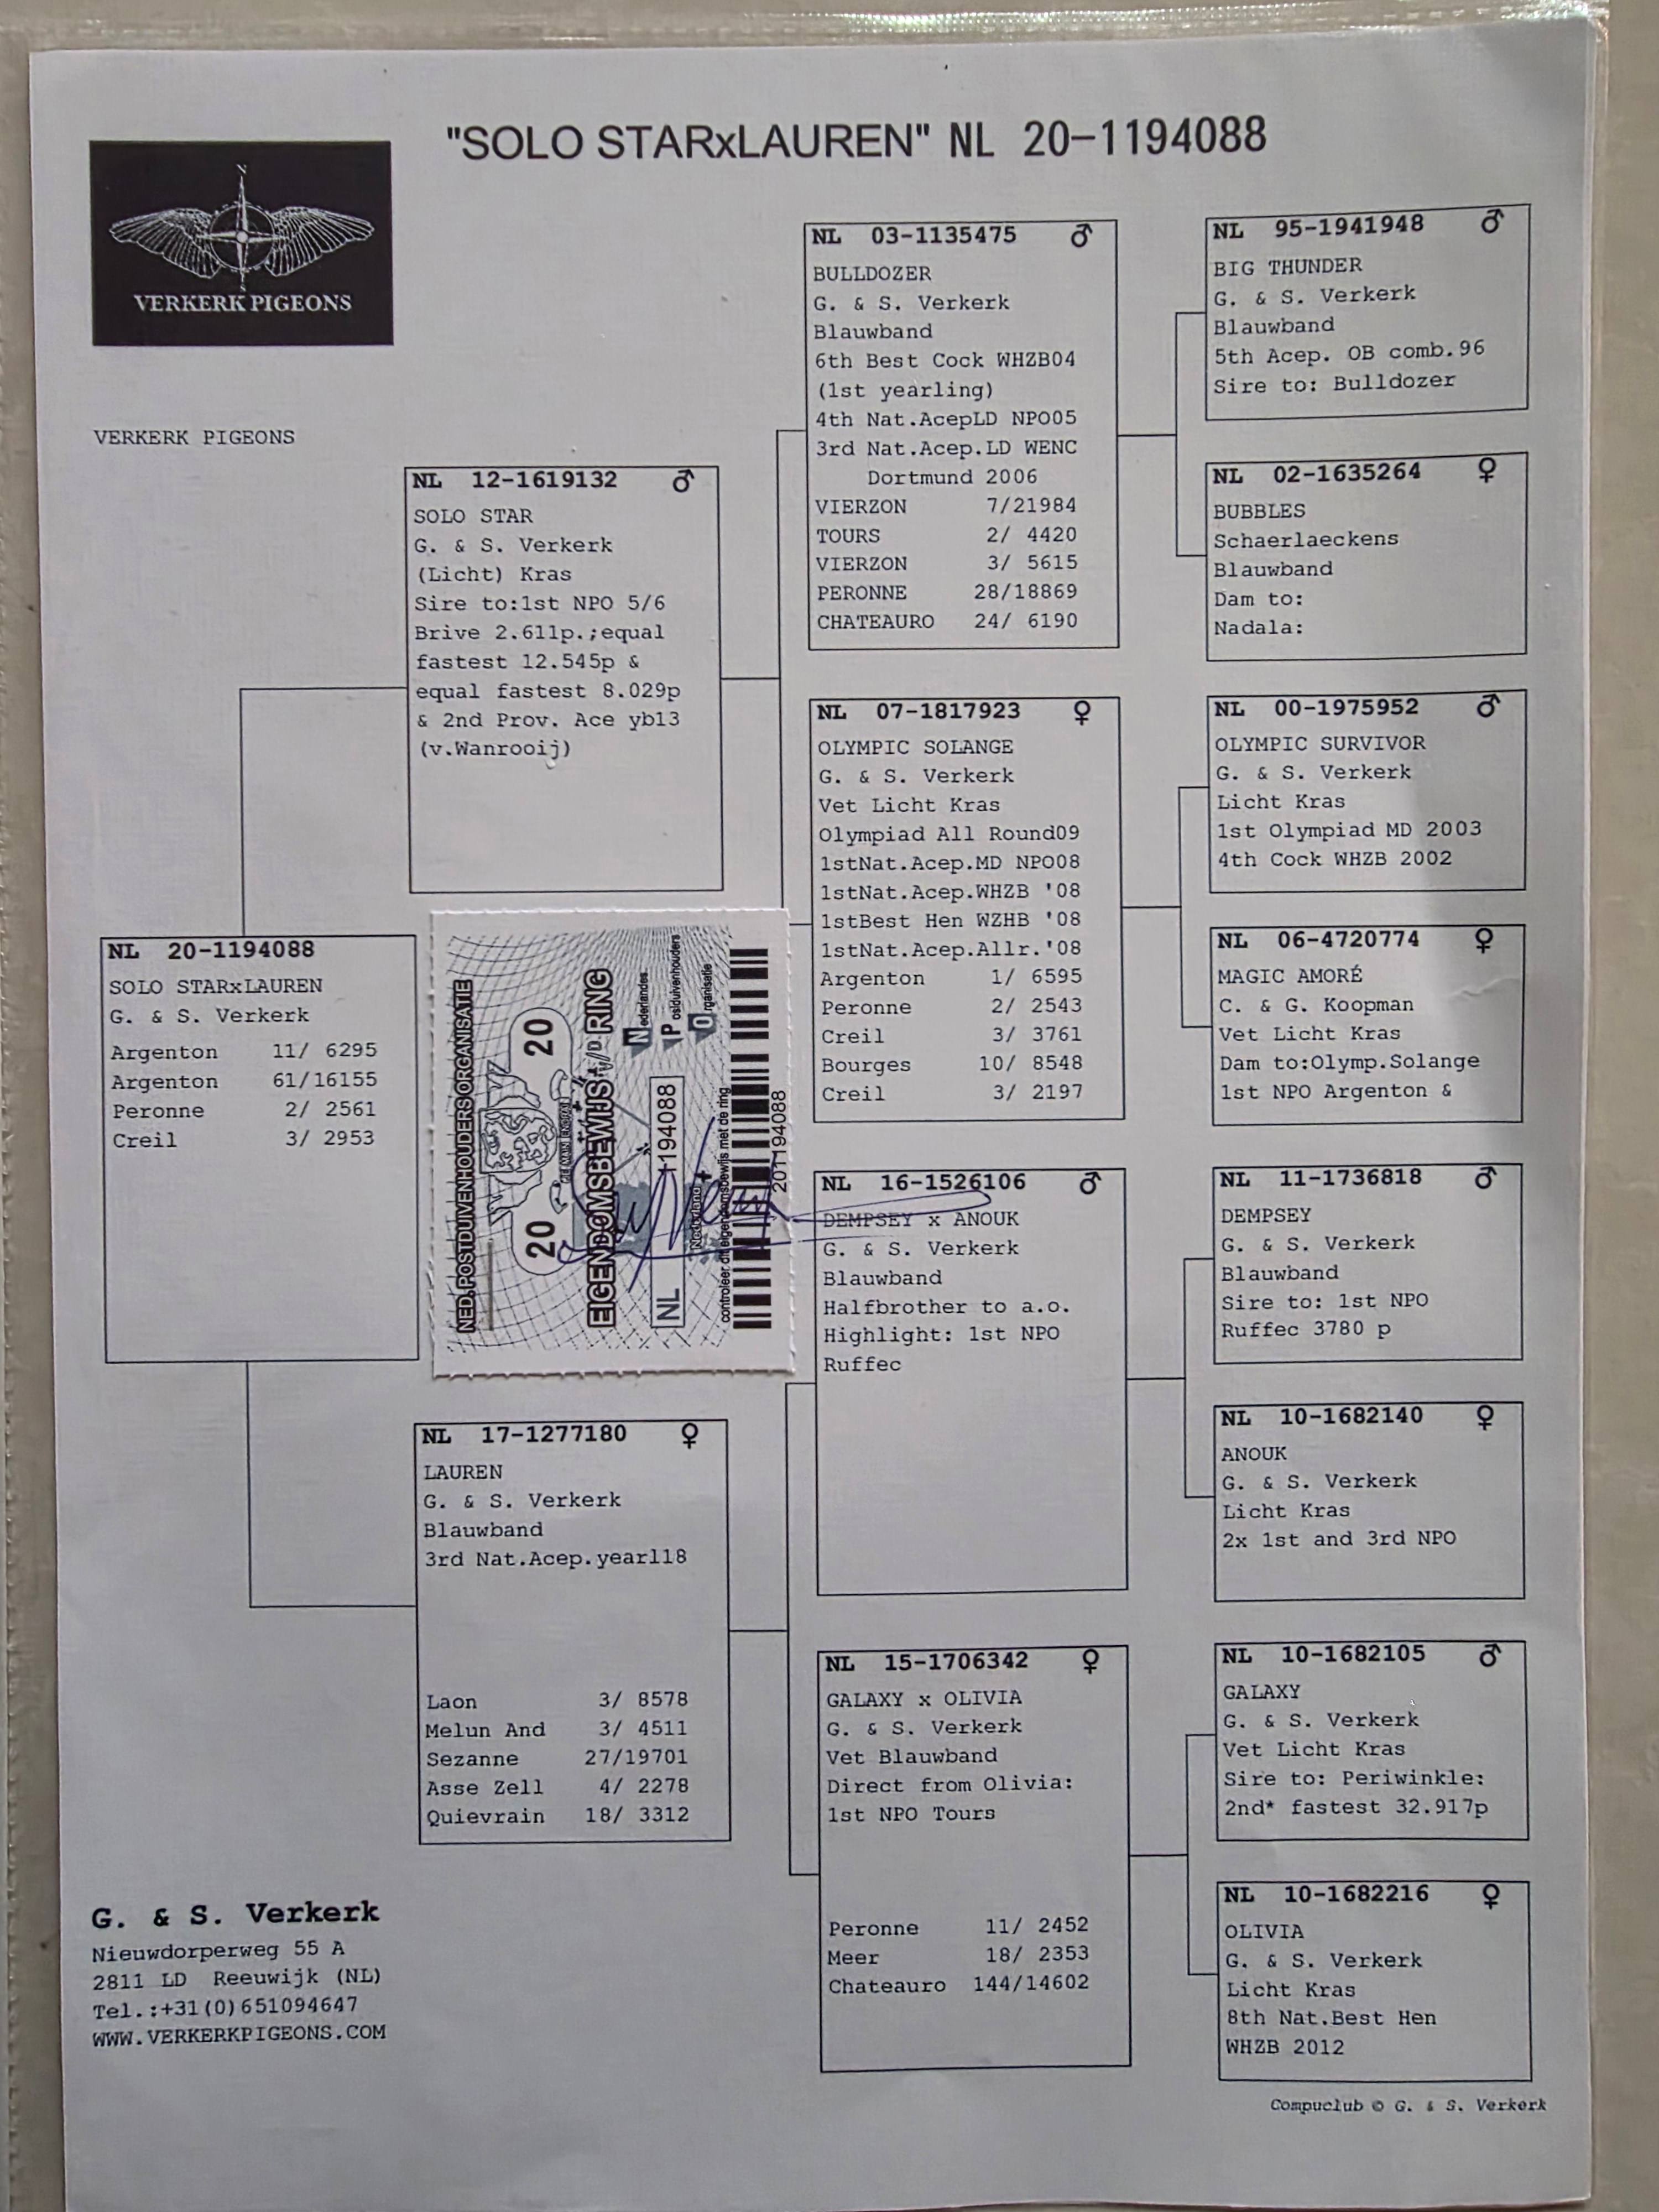 "SOLO STARxLAUREN" NL 20-1194088
N
S
VERKERK PIGEONS
VERKERK PIGEONS
NL 20-1194088
SOLO STARxLAUREN
G. & S. Verkerk
Argenton 11/ 6295
Argenton 61/16155
Peronne 2/ 2561
Creil 3/ 2953
NL 12-1619132 ♂
SOLO STAR
G. & S. Verkerk
(Licht) Kras
Sire to:1st NPO 5/6
Brive 2.611p.;equal
fastest 12.545p &
equal fastest 8.029p
& 2nd Prov. Ace yb13
(v.Wanrooij)
NED.POSTDUIVENHOUDERS ORGANISATIE
20 20
EIGENDOMSBEWIJS v/D RING
NL 1194088
Nederlandes
Postduivenhouders
Organisatie
Nederland
controleer dit eigendomsbewijs met de ring
201194088
NL 17-1277180 ♀
LAUREN
G. & S. Verkerk
Blauwband
3rd Nat.Acep.yearl18
Laon 3/ 8578
Melun And 3/ 4511
Sezanne 27/19701
Asse Zell 4/ 2278
Quievrain 18/ 3312
NL 03-1135475 ♂
BULLDOZER
G. & S. Verkerk
Blauwband
6th Best Cock WHZB04
(1st yearling)
4th Nat.AcepLD NPO05
3rd Nat.Acep.LD WENC
Dortmund 2006
VIERZON 7/21984
TOURS 2/ 4420
VIERZON 3/ 5615
PERONNE 28/18869
CHATEAURO 24/ 6190
NL 07-1817923 ♀
OLYMPIC SOLANGE
G. & S. Verkerk
Vet Licht Kras
Olympiad All Round09
1stNat.Acep.MD NPO08
1stNat.Acep.WHZB '08
1stBest Hen WZHB '08
1stNat.Acep.Allr.'08
Argenton 1/ 6595
Peronne 2/ 2543
Creil 3/ 3761
Bourges 10/ 8548
Creil 3/ 2197
NL 16-1526106 ♂
DEMPSEY x ANOUK
G. & S. Verkerk
Blauwband
Halfbrother to a.o.
Highlight: 1st NPO
Ruffec
NL 15-1706342 ♀
GALAXY x OLIVIA
G. & S. Verkerk
Vet Blauwband
Direct from Olivia:
1st NPO Tours
Peronne 11/ 2452
Meer 18/ 2353
Chateauro 144/14602
NL 95-1941948 ♂
BIG THUNDER
G. & S. Verkerk
Blauwband
5th Acep. OB comb.96
Sire to: Bulldozer
NL 02-1635264 ♀
BUBBLES
Schaerlaeckens
Blauwband
Dam to:
Nadala:
NL 00-1975952 ♂
OLYMPIC SURVIVOR
G. & S. Verkerk
Licht Kras
1st Olympiad MD 2003
4th Cock WHZB 2002
NL 06-4720774 ♀
MAGIC AMORÉ
C. & G. Koopman
Vet Licht Kras
Dam to:Olymp.Solange
1st NPO Argenton &
NL 11-1736818 ♂
DEMPSEY
G. & S. Verkerk
Blauwband
Sire to: 1st NPO
Ruffec 3780 p
NL 10-1682140 ♀
ANOUK
G. & S. Verkerk
Licht Kras
2x 1st and 3rd NPO
NL 10-1682105 ♂
GALAXY
G. & S. Verkerk
Vet Licht Kras
Sire to: Periwinkle:
2nd* fastest 32.917p
NL 10-1682216 ♀
OLIVIA
G. & S. Verkerk
Licht Kras
8th Nat.Best Hen
WHZB 2012
G. & S. Verkerk
Nieuwdorperweg 55 A
2811 LD Reeuwijk (NL)
Tel.:+31(0)651094647
WWW.VERKERKPIGEONS.COM
Compuclub © G. & S. Verkerk